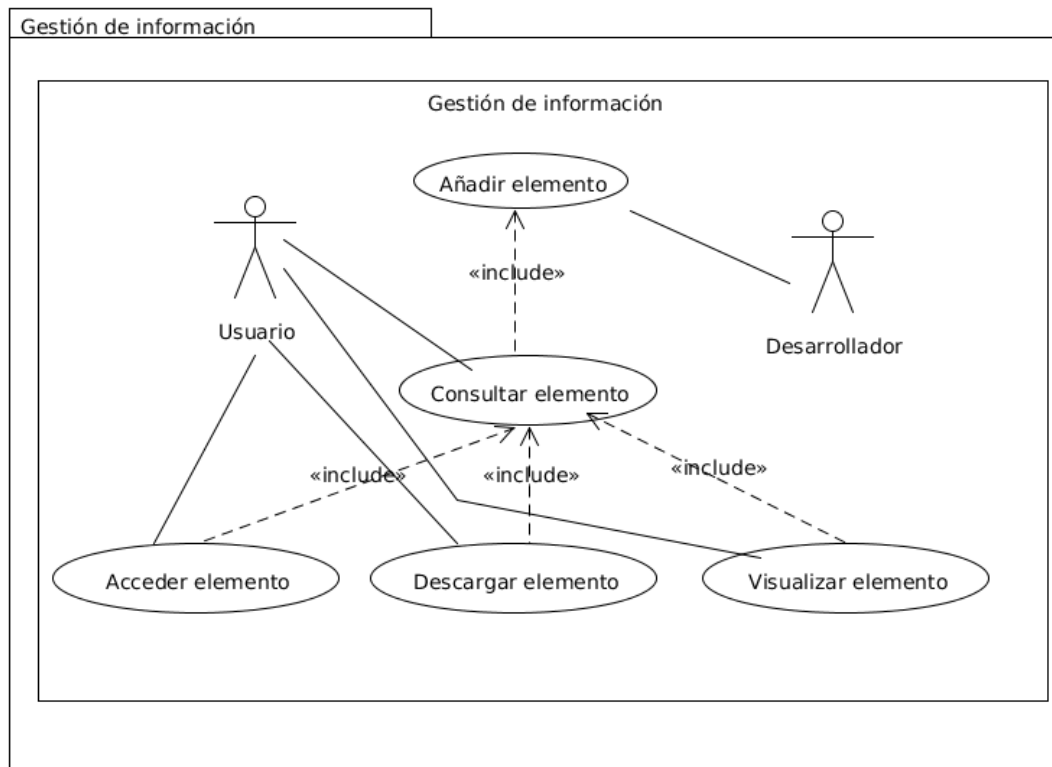 Gestión de información
Gestión de información
Añadir elemento
«include»
Usuario
Desarrollador
Consultar elemento
«include»
«include»
«include»
Acceder elemento
Descargar elemento
Visualizar elemento